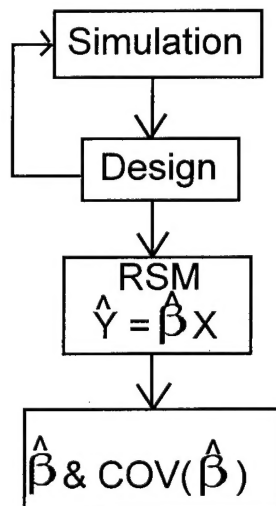 Simulation
Design
RSM
Ŷ = β̂ X
β̂ & COV(β̂)